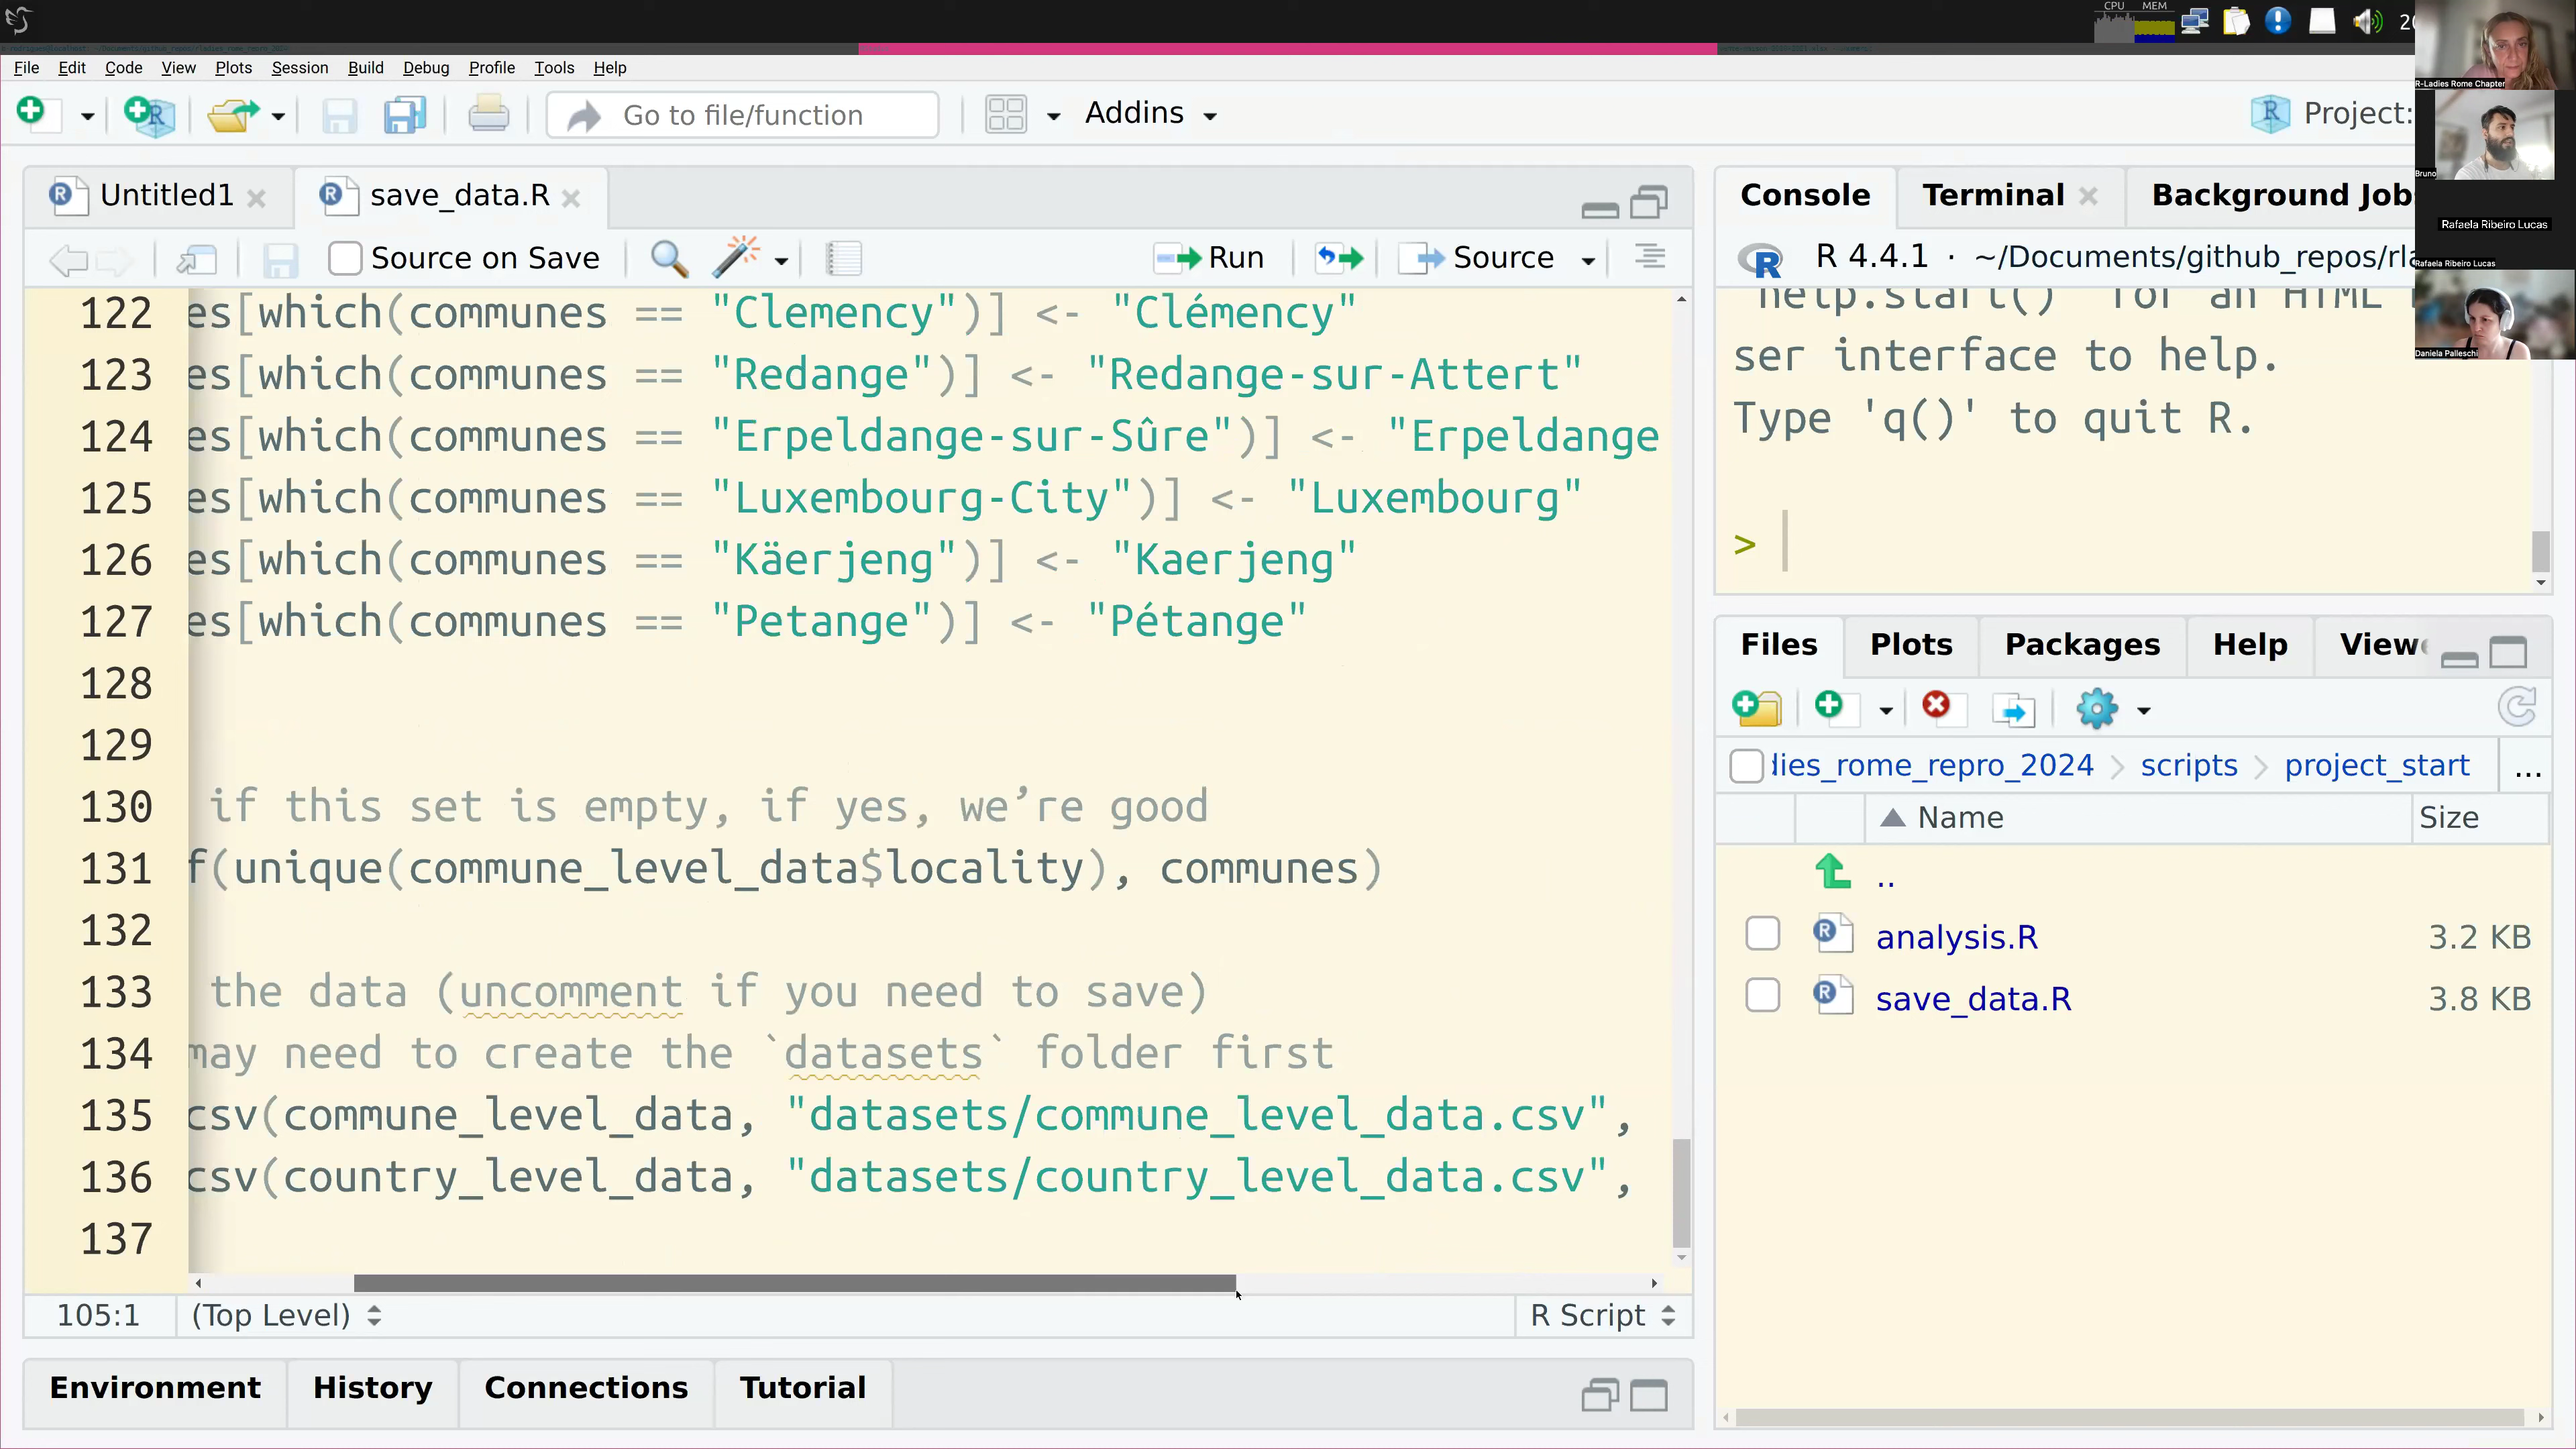 CPU MEM
File Edit Code View Plots Session Build Debug Profile Tools Help
Go to file/function
Addins
Project:
R-Ladies Rome Chapter
Bruno
Rafaela Ribeiro Lucas
Rafaela Ribeiro Lucas
Daniela Palleschi
Untitled1
save_data.R
Source on Save
Run
Source
122 es[which(communes == "Clemency")] <- "Clémency"
123 es[which(communes == "Redange")] <- "Redange-sur-Attert"
124 es[which(communes == "Erpeldange-sur-Sûre")] <- "Erpeldange
125 es[which(communes == "Luxembourg-City")] <- "Luxembourg"
126 es[which(communes == "Käerjeng")] <- "Kaerjeng"
127 es[which(communes == "Petange")] <- "Pétange"
128
129
130 if this set is empty, if yes, we’re good
131 f(unique(commune_level_data$locality), communes)
132
133 the data (uncomment if you need to save)
134 may need to create the `datasets` folder first
135 csv(commune_level_data, "datasets/commune_level_data.csv",
136 csv(country_level_data, "datasets/country_level_data.csv",
137
105:1 (Top Level)
R Script
Environment History Connections Tutorial
Console Terminal Background Job
R 4.4.1 · ~/Documents/github_repos/rla
'help.start()' for an HTML
ser interface to help.
Type 'q()' to quit R.
>
Files Plots Packages Help View
dies_rome_repro_2024 scripts project_start ...
Name Size
..
analysis.R 3.2 KB
save_data.R 3.8 KB